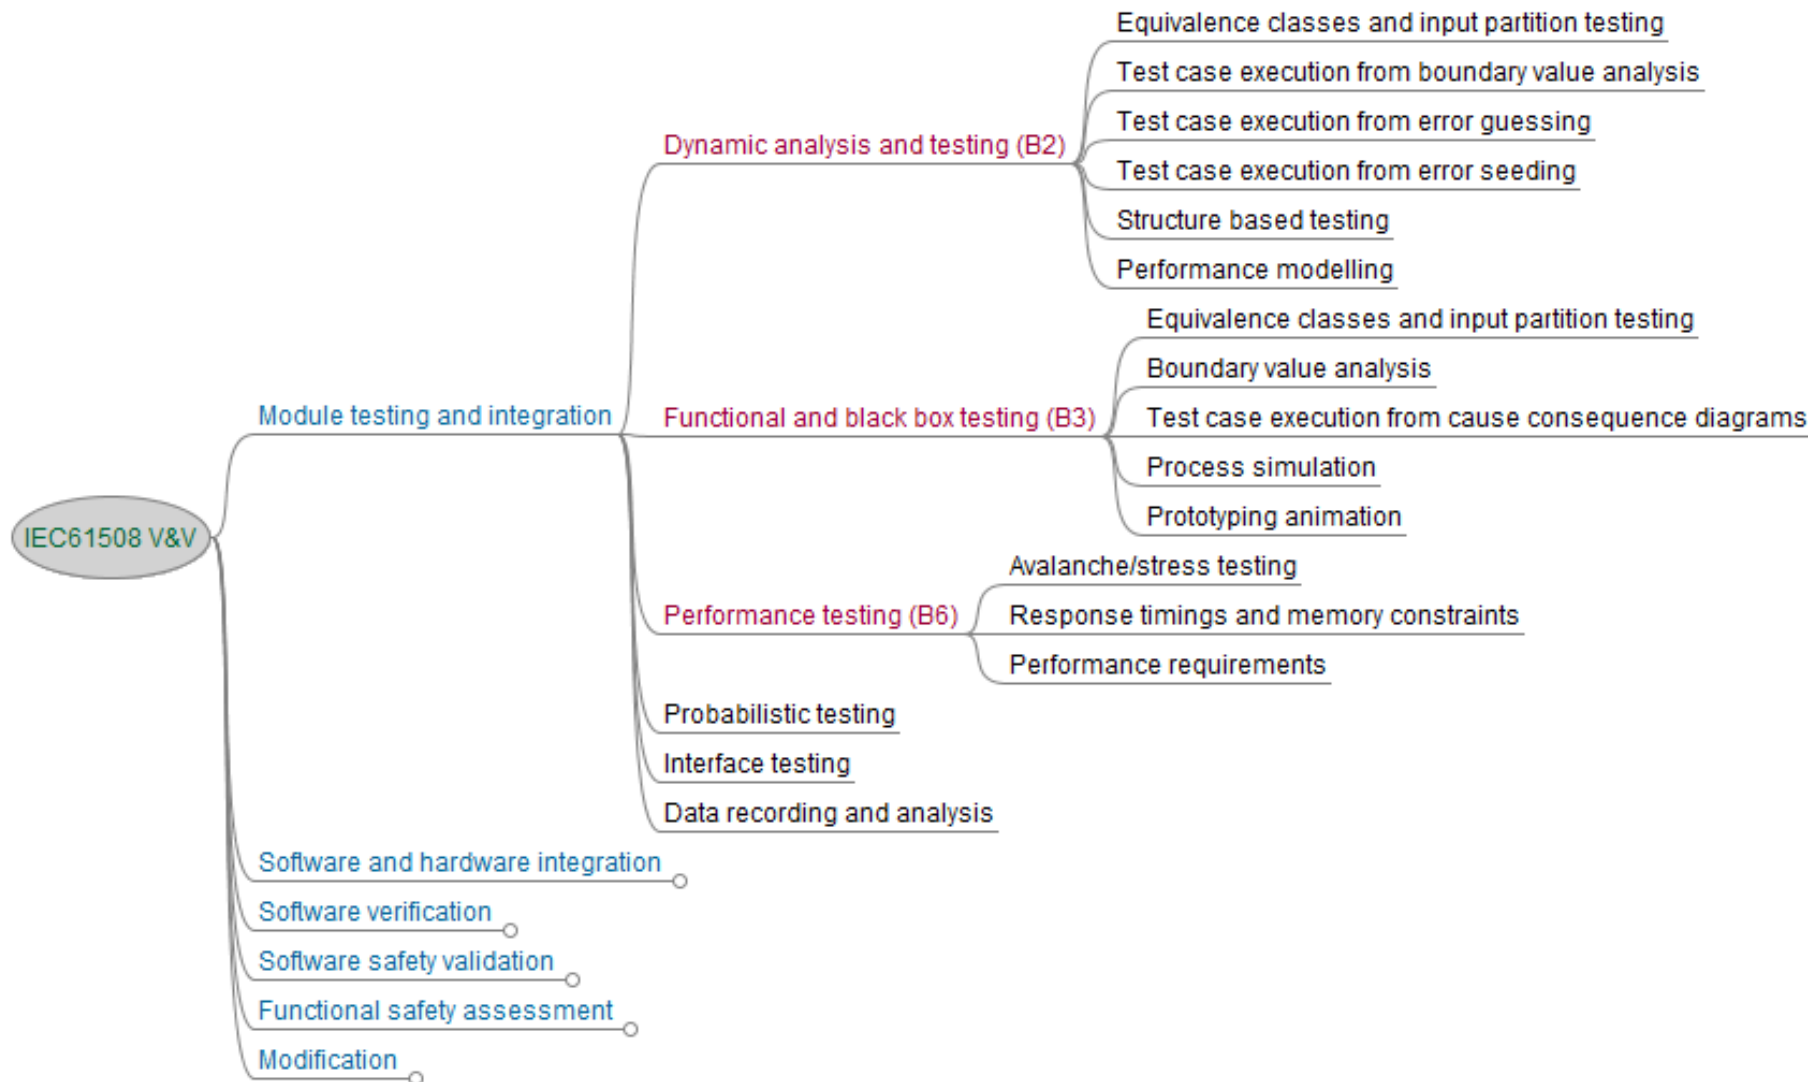 Equivalence classes and input partition testing
Test case execution from boundary value analysis
Test case execution from error guessing
Dynamic analysis and testing (B2)
Test case execution from error seeding
Structure based testing
Performance modelling
Equivalence classes and input partition testing
Boundary value analysis
Module testing and integration
Functional and black box testing (B3)
Test case execution from cause consequence diagrams
Process simulation
Prototyping animation
IEC61508 V&V
Avalanche/stress testing
Performance testing (B6)
Response timings and memory constraints
Performance requirements
Probabilistic testing
Interface testing
Data recording and analysis
Software and hardware integration
Software verification
Software safety validation
Functional safety assessment
Modification